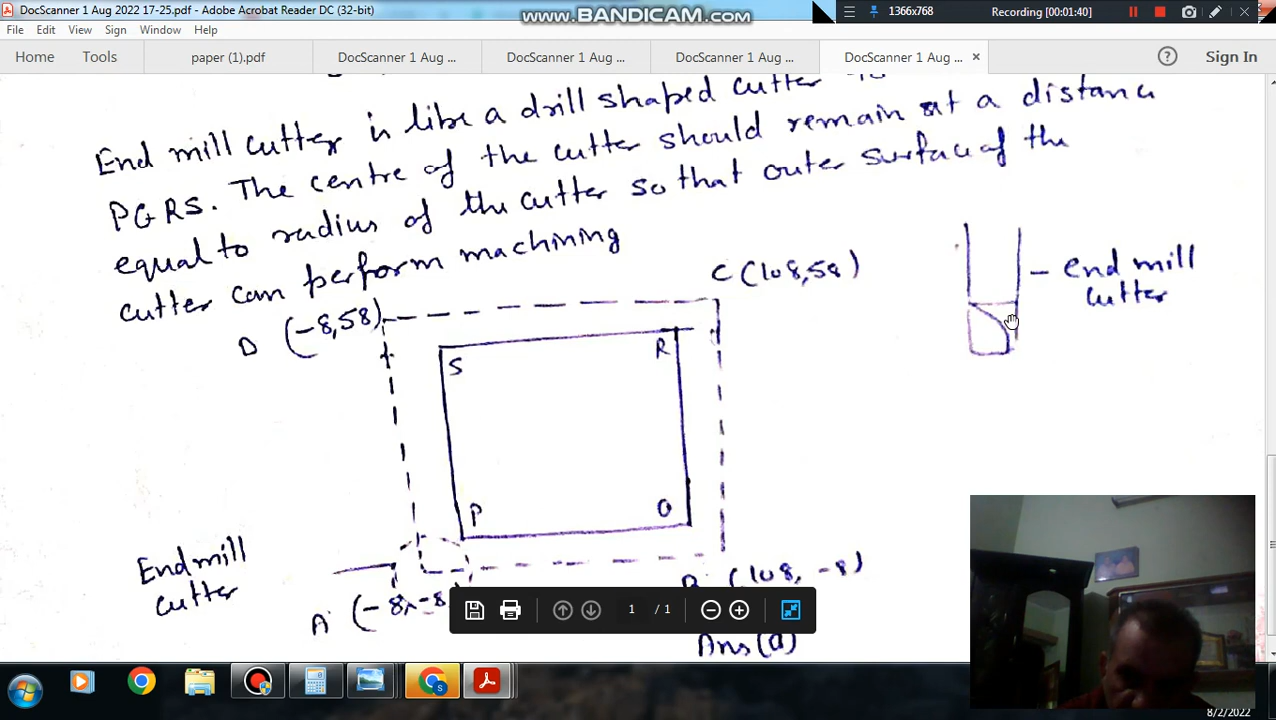 DocScanner 1 Aug 2022 17-25.pdf - Adobe Acrobat Reader DC (32-bit)
www.BANDICAM.com
1366x768
Recording [00:01:40]
File Edit View Sign Window Help
Home Tools paper (1).pdf DocScanner 1 Aug ... DocScanner 1 Aug ... DocScanner 1 Aug ... DocScanner 1 Aug ... × Sign In
End mill cutter is like a drill shaped cutter
PQRS. The centre of the cutter should remain at a distance
equal to radius of the cutter so that outer surface of the
cutter can perform machining
C (108,58)
D (-8,58)
end mill
cutter
S
R
P
Q
End mill
cutter
A (-8,-8
B (108, -8)
1 / 1
Ans (a)
8/2/2022